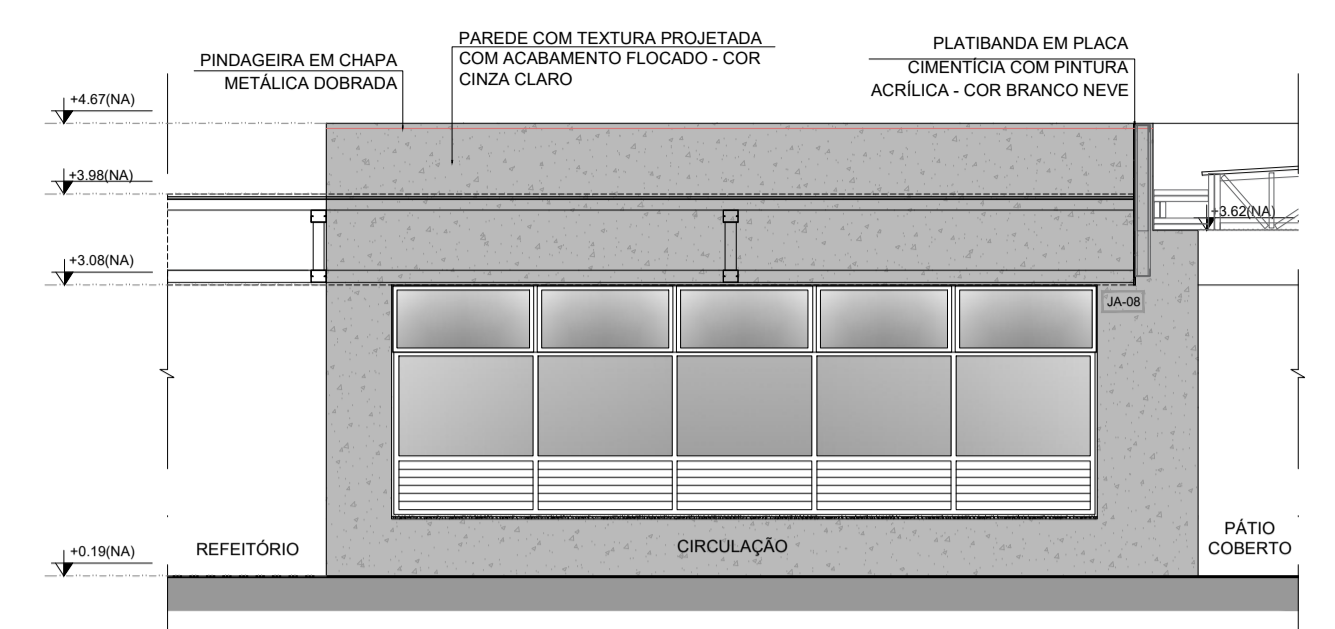 PINDAGEIRA EM CHAPA
METÁLICA DOBRADA
PAREDE COM TEXTURA PROJETADA
COM ACABAMENTO FLOCADO - COR
CINZA CLARO
PLATIBANDA EM PLACA
CIMENTÍCIA COM PINTURA
ACRÍLICA - COR BRANCO NEVE
+4.67(NA)
+3.98(NA)
+3.62(NA)
+3.08(NA)
JA-08
+0.19(NA)
REFEITÓRIO
CIRCULAÇÃO
PÁTIO
COBERTO